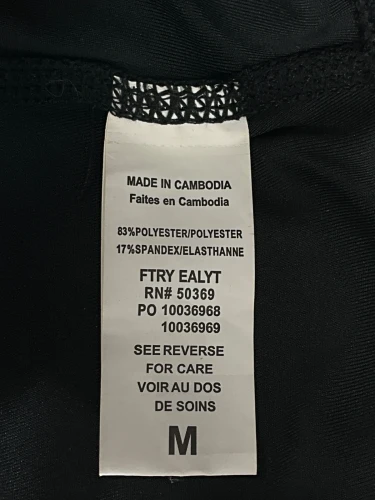 MADE IN CAMBODIA
Faites en Cambodia
83%POLYESTER/POLYESTER
17%SPANDEX/ELASTHANNE
FTRY EALYT
RN# 50369
PO 10036968
10036969
SEE REVERSE
FOR CARE
VOIR AU DOS
DE SOINS
M